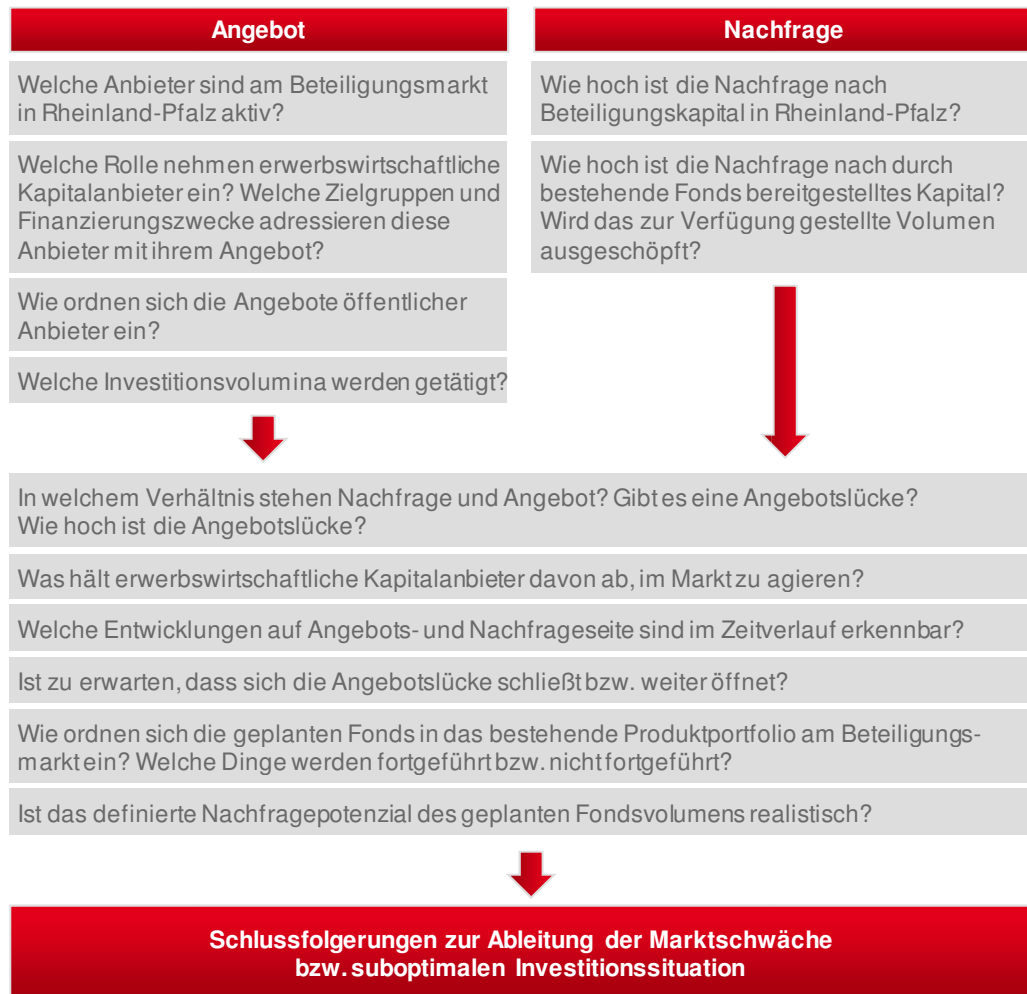 Angebot
Welche Anbieter sind am Beteiligungsmarkt
in Rheinland-Pfalz aktiv?
Welche Rolle nehmen erwerbswirtschaftliche
Kapitalanbieter ein? Welche Zielgruppen und
Finanzierungszwecke adressieren diese
Anbieter mit ihrem Angebot?
Wie ordnen sich die Angebote öffentlicher
Anbieter ein?
Welche Investitionsvolumina werden getätigt?
Nachfrage
Wie hoch ist die Nachfrage nach
Beteiligungskapital in Rheinland-Pfalz?
Wie hoch ist die Nachfrage nach durch
bestehende Fonds bereitgestelltes Kapital?
Wird das zur Verfügung gestellte Volumen
ausgeschöpft?
In welchem Verhältnis stehen Nachfrage und Angebot? Gibt es eine Angebotslücke?
Wie hoch ist die Angebotslücke?
Was hält erwerbswirtschaftliche Kapitalanbieter davon ab, im Markt zu agieren?
Welche Entwicklungen auf Angebots- und Nachfrageseite sind im Zeitverlauf erkennbar?
Ist zu erwarten, dass sich die Angebotslücke schließt bzw. weiter öffnet?
Wie ordnen sich die geplanten Fonds in das bestehende Produktportfolio am Beteiligungs-
markt ein? Welche Dinge werden fortgeführt bzw. nicht fortgeführt?
Ist das definierte Nachfragepotenzial des geplanten Fondsvolumens realistisch?
Schlussfolgerungen zur Ableitung der Marktschwäche
bzw. suboptimalen Investitionssituation